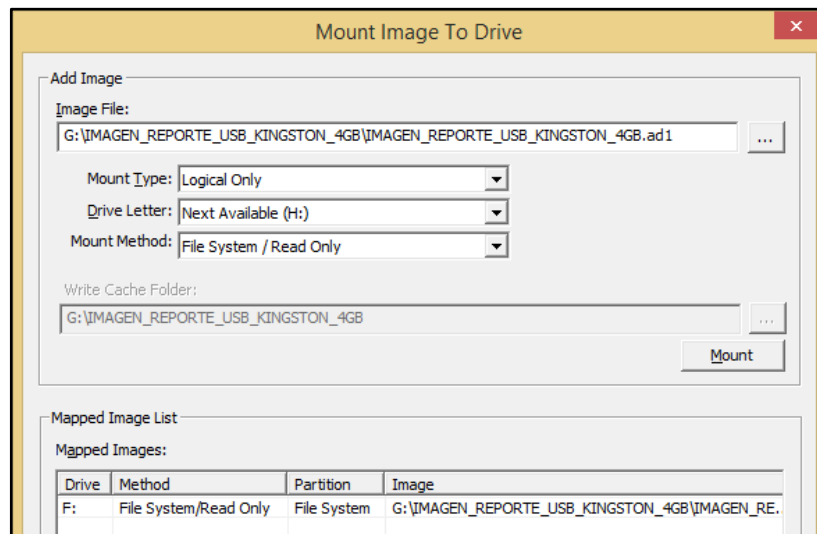 Mount Image To Drive
Add Image
Image File:
G:\IMAGEN_REPORTE_USB_KINGSTON_4GB\IMAGEN_REPORTE_USB_KINGSTON_4GB.ad1
...
Mount Type: Logical Only
Drive Letter: Next Available (H:)
Mount Method: File System / Read Only
Write Cache Folder:
G:\IMAGEN_REPORTE_USB_KINGSTON_4GB
...
Mount
Mapped Image List
Mapped Images:
Drive Method Partition Image
F: File System/Read Only File System G:\IMAGEN_REPORTE_USB_KINGSTON_4GB\IMAGEN_RE...